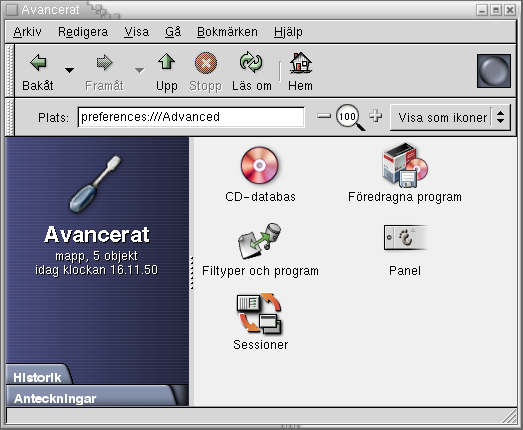 Avancerat
Arkiv Redigera Visa Gå Bokmärken Hjälp
Bakåt Framåt Upp Stopp Läs om Hem
Plats: preferences:///Advanced 100 Visa som ikoner
CD-databas Föredragna program
Avancerat
mapp, 5 objekt
idag klockan 16.11.50
Filtyper och program Panel
Sessioner
Historik
Anteckningar